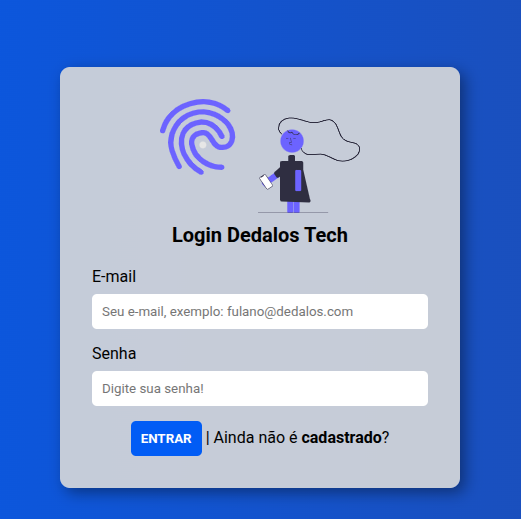 Login Dedalos Tech
E-mail
Seu e-mail, exemplo: fulano@dedalos.com
Senha
Digite sua senha!
ENTRAR | Ainda não é cadastrado?